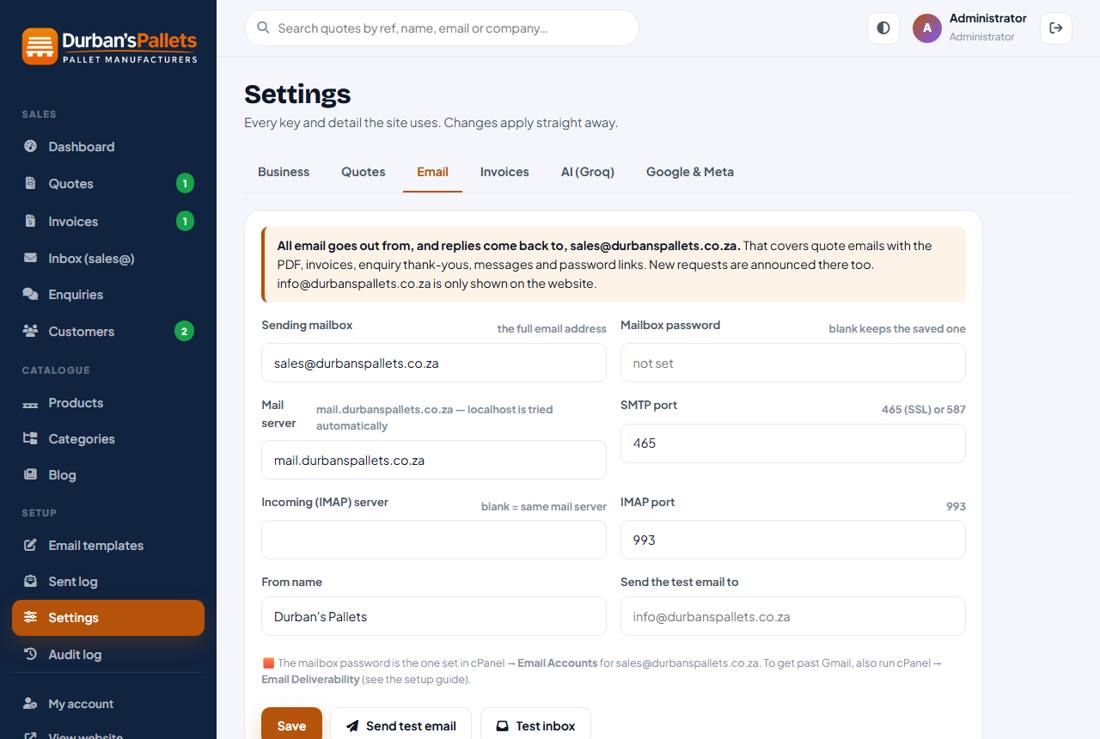 Durban'sPallets
PALLET MANUFACTURERS
SALES
Dashboard
Quotes 1
Invoices 1
Inbox (sales@)
Enquiries
Customers 2
CATALOGUE
Products
Categories
Blog
SETUP
Email templates
Sent log
Settings
Audit log
My account
View website
Search quotes by ref, name, email or company...
A
Administrator
Administrator
Settings
Every key and detail the site uses. Changes apply straight away.
Business Quotes Email Invoices AI (Groq) Google & Meta
All email goes out from, and replies come back to, sales@durbanspallets.co.za. That covers quote emails with the
PDF, invoices, enquiry thank-yous, messages and password links. New requests are announced there too.
info@durbanspallets.co.za is only shown on the website.
Sending mailbox the full email address
sales@durbanspallets.co.za
Mailbox password blank keeps the saved one
not set
Mail server
mail.durbanspallets.co.za — localhost is tried
automatically
mail.durbanspallets.co.za
SMTP port 465 (SSL) or 587
465
Incoming (IMAP) server blank = same mail server
IMAP port 993
993
From name
Durban's Pallets
Send the test email to
info@durbanspallets.co.za
The mailbox password is the one set in cPanel → Email Accounts for sales@durbanspallets.co.za. To get past Gmail, also run cPanel →
Email Deliverability (see the setup guide).
Save Send test email Test inbox